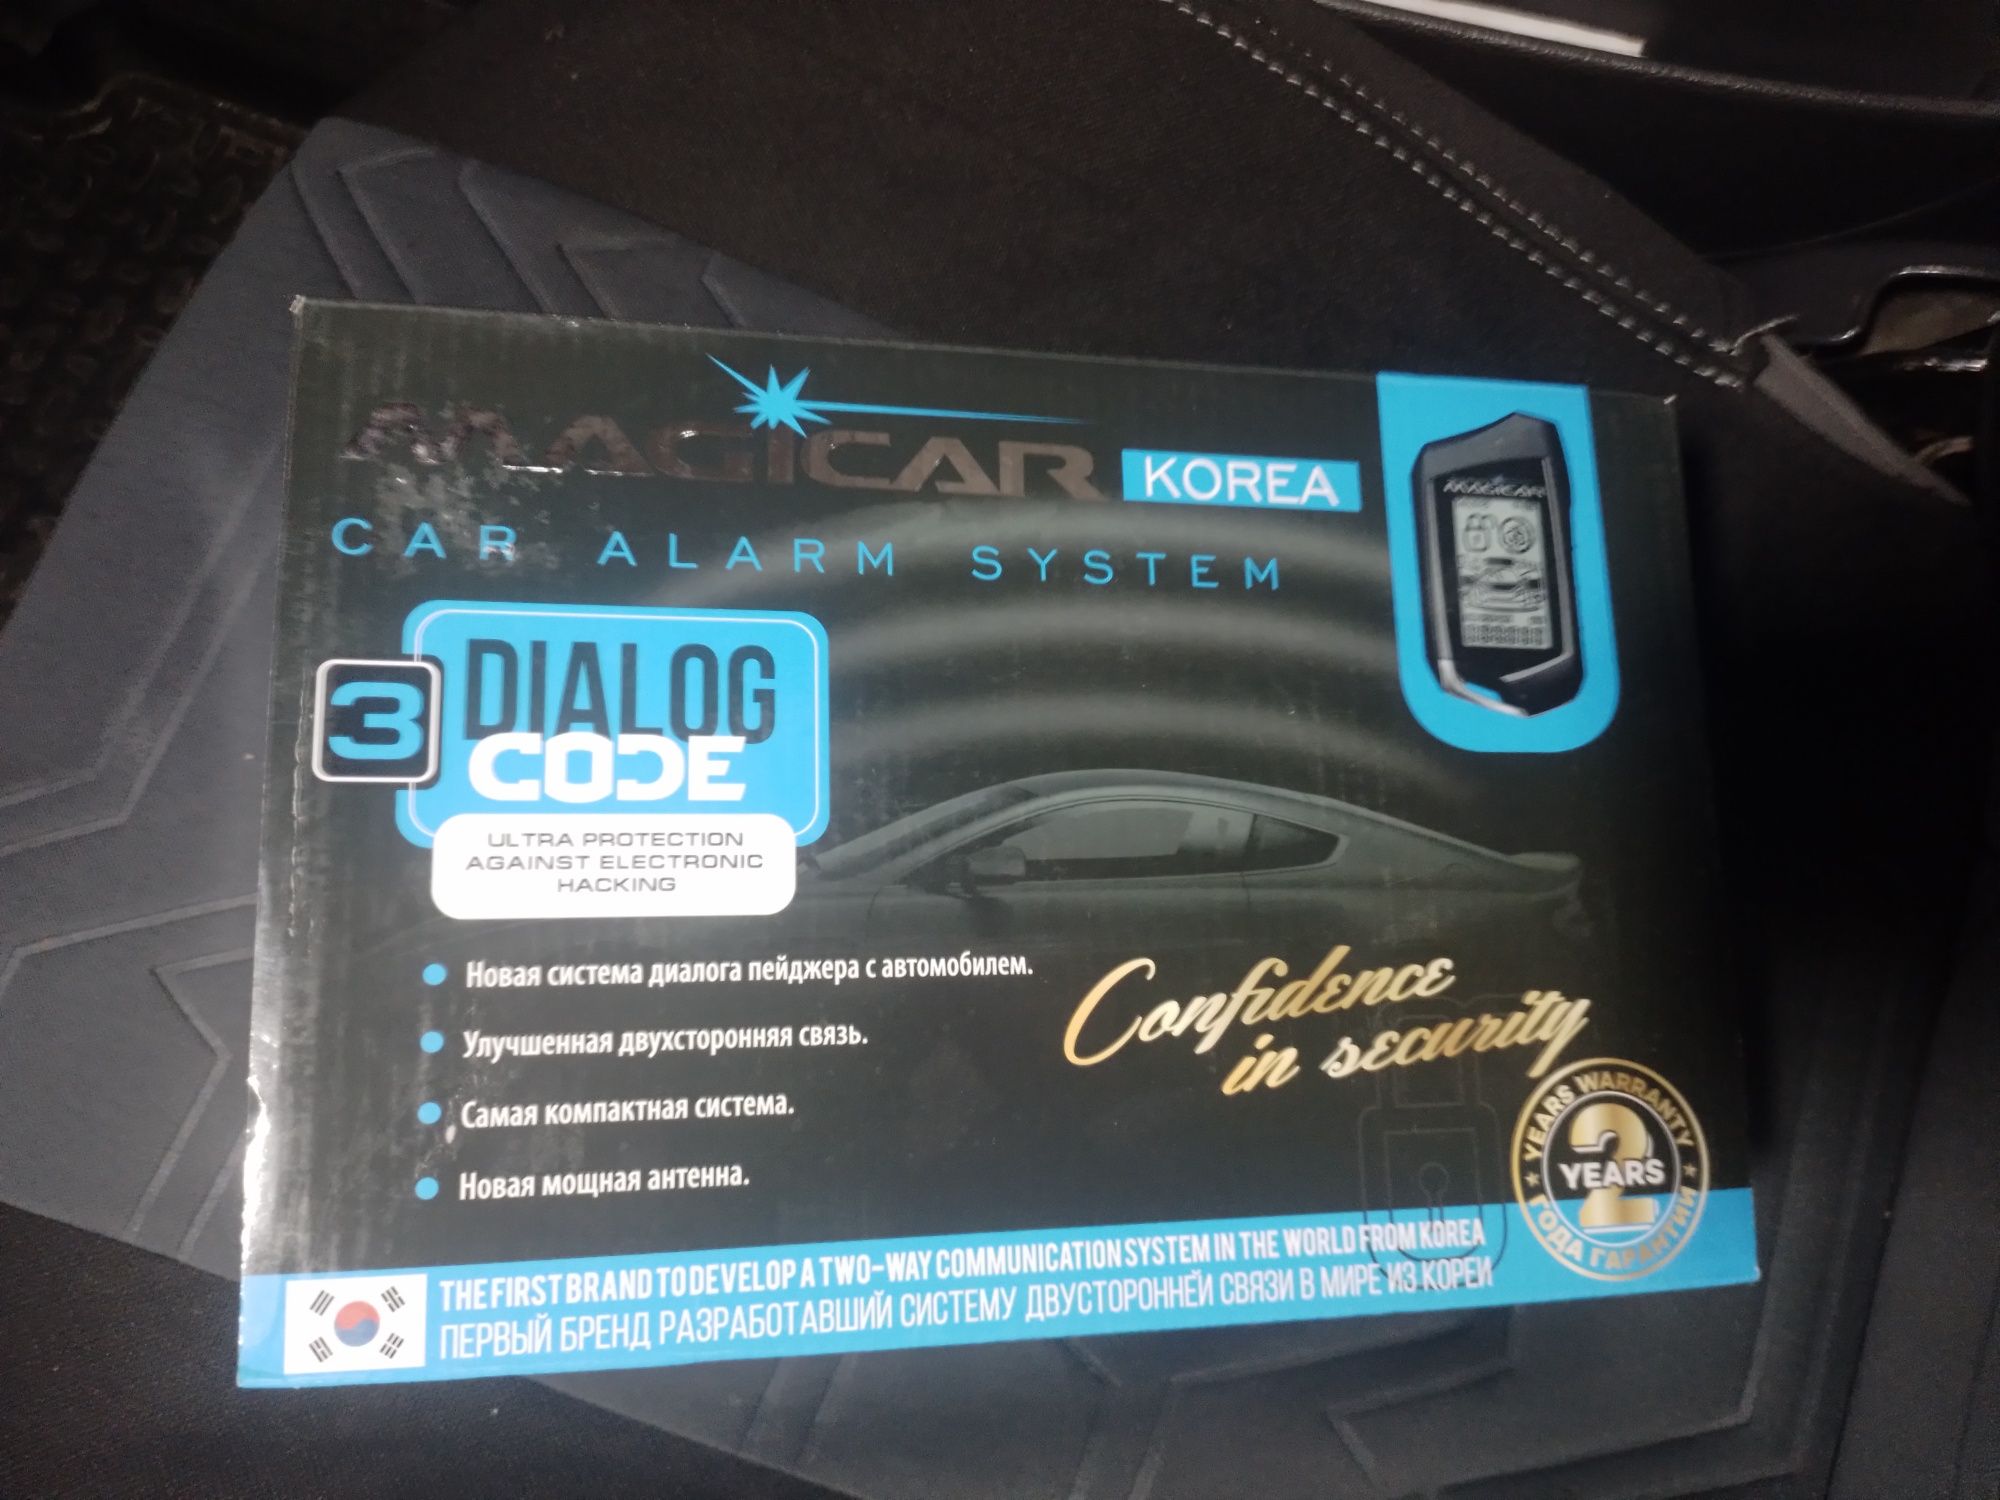 MAGICAR
KOREA
CAR ALARM SYSTEM
MAGICAR
3
DIALOG
CODE
ULTRA PROTECTION
AGAINST ELECTRONIC
HACKING
Новая система диалога пейджера с автомобилем.
Улучшенная двухсторонняя связь.
Самая компактная система.
Новая мощная антенна.
Confidence
in security
YEARS WARRANTY
2
YEARS
ГОДА ГАРАНТИИ
THE FIRST BRAND TO DEVELOP A TWO-WAY COMMUNICATION SYSTEM IN THE WORLD FROM KOREA
ПЕРВЫЙ БРЕНД РАЗРАБОТАВШИЙ СИСТЕМУ ДВУСТОРОННЕЙ СВЯЗИ В МИРЕ ИЗ КОРЕИ